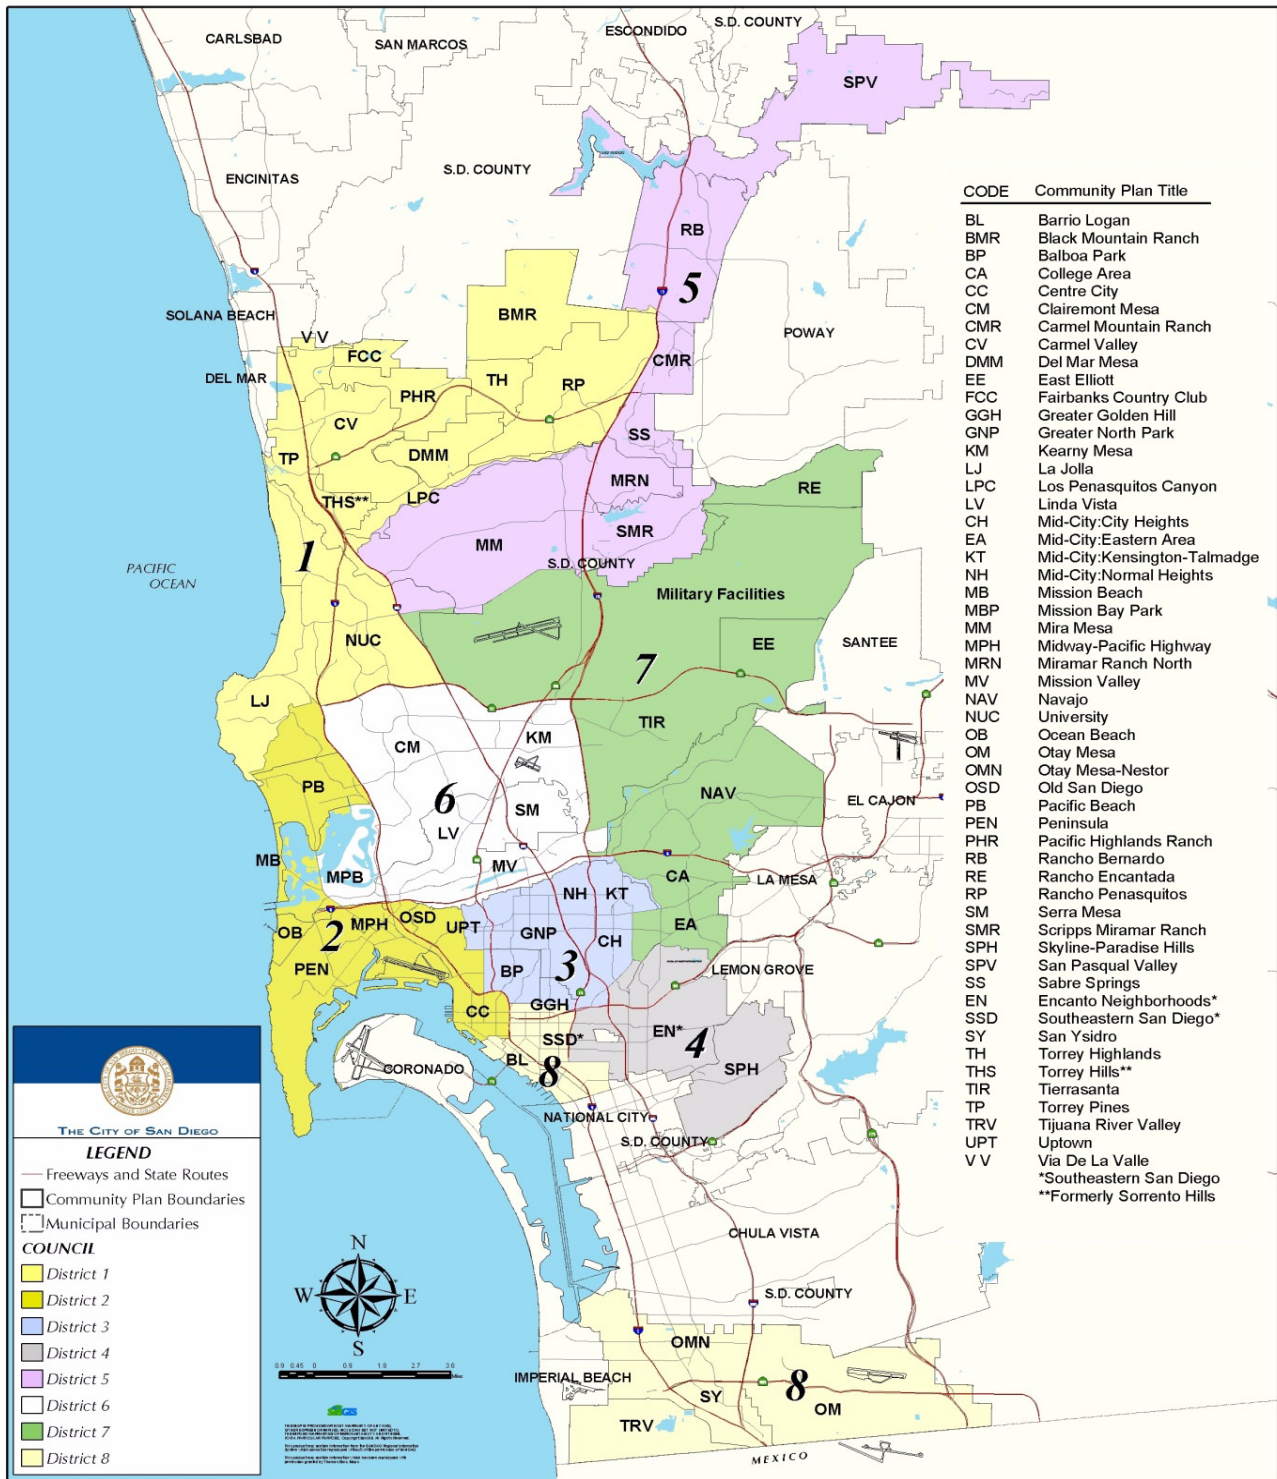 CARLSBAD
SAN MARCOS
ESCONDIDO
S.D. COUNTY
SPV
S.D. COUNTY
ENCINITAS
RB
5
SOLANA BEACH
BMR
POWAY
V V
FCC
CMR
DEL MAR
PHR
TH
RP
CV
SS
TP
DMM
MRN
RE
THS**
LPC
SMR
MM
1
S.D. COUNTY
PACIFIC
OCEAN
Military Facilities
NUC
EE
SANTEE
7
LJ
TIR
CM
KM
PB
NAV
6
SM
EL CAJON
LV
MB
MPB
MV
CA
LA MESA
NH
KT
OB
2
MPH
OSD
UPT
GNP
CH
EA
PEN
BP
3
LEMON GROVE
CC
GGH
SSD*
EN*
4
BL
8
SPH
CORONADO
NATIONAL CITY
S.D. COUNTY
CHULA VISTA
S.D. COUNTY
OMN
IMPERIAL BEACH
SY
8
OM
TRV
MEXICO
CODE Community Plan Title
BL Barrio Logan
BMR Black Mountain Ranch
BP Balboa Park
CA College Area
CC Centre City
CM Clairemont Mesa
CMR Carmel Mountain Ranch
CV Carmel Valley
DMM Del Mar Mesa
EE East Elliott
FCC Fairbanks Country Club
GGH Greater Golden Hill
GNP Greater North Park
KM Kearny Mesa
LJ La Jolla
LPC Los Penasquitos Canyon
LV Linda Vista
CH Mid-City:City Heights
EA Mid-City:Eastern Area
KT Mid-City:Kensington-Talmadge
NH Mid-City:Normal Heights
MB Mission Beach
MBP Mission Bay Park
MM Mira Mesa
MPH Midway-Pacific Highway
MRN Miramar Ranch North
MV Mission Valley
NAV Navajo
NUC University
OB Ocean Beach
OM Otay Mesa
OMN Otay Mesa-Nestor
OSD Old San Diego
PB Pacific Beach
PEN Peninsula
PHR Pacific Highlands Ranch
RB Rancho Bernardo
RE Rancho Encantada
RP Rancho Penasquitos
SM Serra Mesa
SMR Scripps Miramar Ranch
SPH Skyline-Paradise Hills
SPV San Pasqual Valley
SS Sabre Springs
EN Encanto Neighborhoods*
SSD Southeastern San Diego*
SY San Ysidro
TH Torrey Highlands
THS Torrey Hills**
TIR Tierrasanta
TP Torrey Pines
TRV Tijuana River Valley
UPT Uptown
V V Via De La Valle
*Southeastern San Diego
**Formerly Sorrento Hills
THE CITY OF SAN DIEGO
LEGEND
Freeways and State Routes
Community Plan Boundaries
Municipal Boundaries
COUNCIL
District 1
District 2
District 3
District 4
District 5
District 6
District 7
District 8
N
W E
S
0.9 0.45 0 0.9 1.8 2.7 3.6
Miles
SanGIS